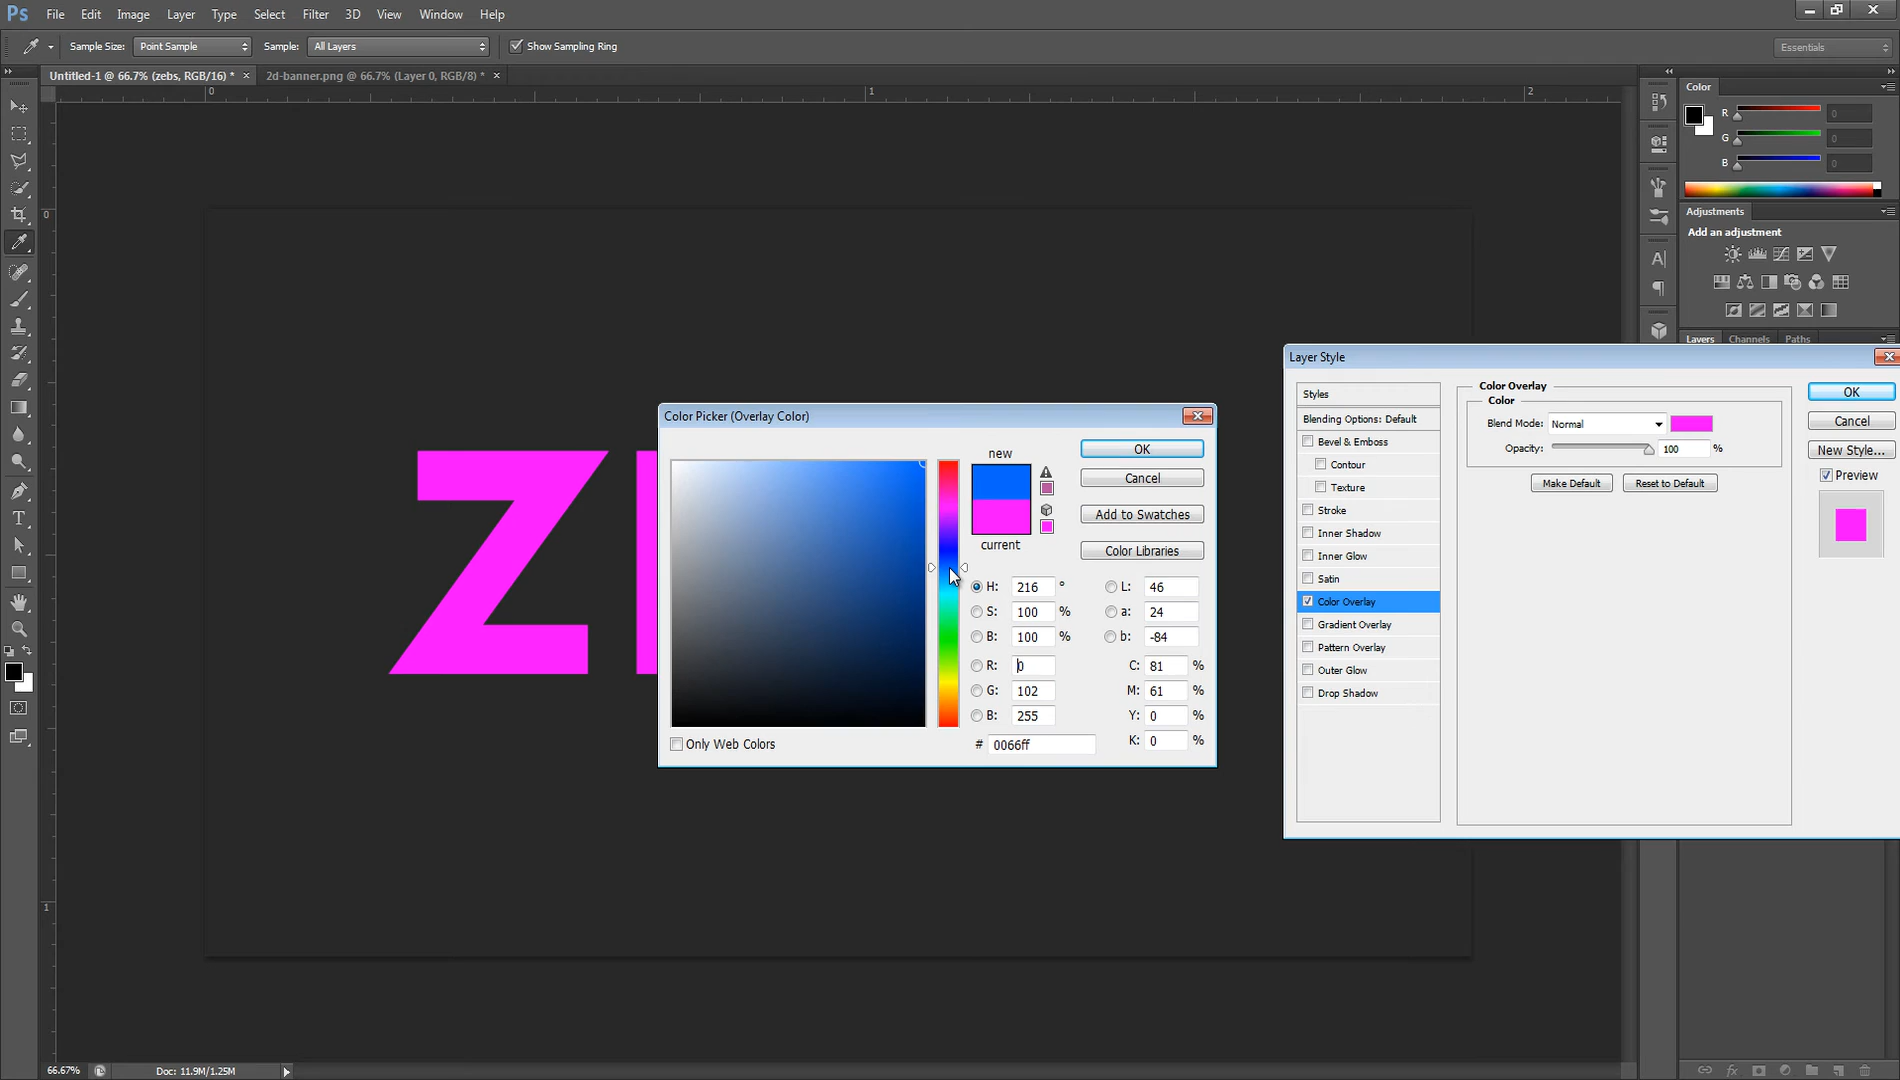 Ps File Edit Image Layer Type Select Filter 3D View Window Help
Sample Size: Point Sample Sample: All Layers Show Sampling Ring Essentials
Untitled-1 @ 66.7% (zebs, RGB/16) * × 2d-banner.png @ 66.7% (Layer 0, RGB/8) * ×
0 1 2
0
1
Color
R 0
G 0
B 0
Adjustments
Add an adjustment
Layers Channels Paths
Z
Color Picker (Overlay Color)
new
current
OK
Cancel
Add to Swatches
Color Libraries
H: 216 ° L: 46
S: 100 % a: 24
B: 100 % b: -84
R: 0 C: 81 %
G: 102 M: 61 %
B: 255 Y: 0 %
# 0066ff K: 0 %
Only Web Colors
Layer Style
Styles
Blending Options: Default
Bevel & Emboss
Contour
Texture
Stroke
Inner Shadow
Inner Glow
Satin
Color Overlay
Gradient Overlay
Pattern Overlay
Outer Glow
Drop Shadow
Color Overlay
Color
Blend Mode: Normal
Opacity: 100 %
Make Default Reset to Default
OK
Cancel
New Style...
Preview
66.67% Doc: 11.9M/1.25M